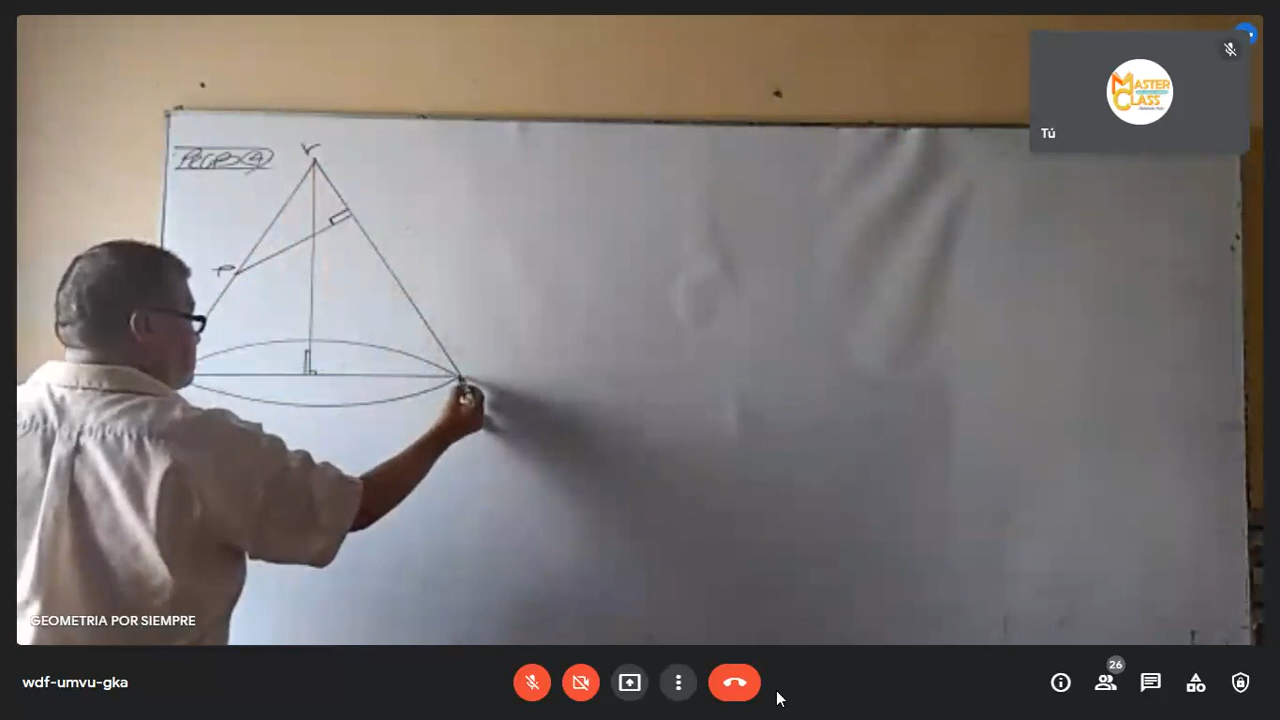 MASTER
CLASS
Tú
V
P
GEOMETRIA POR SIEMPRE
wdf-umvu-gka
26